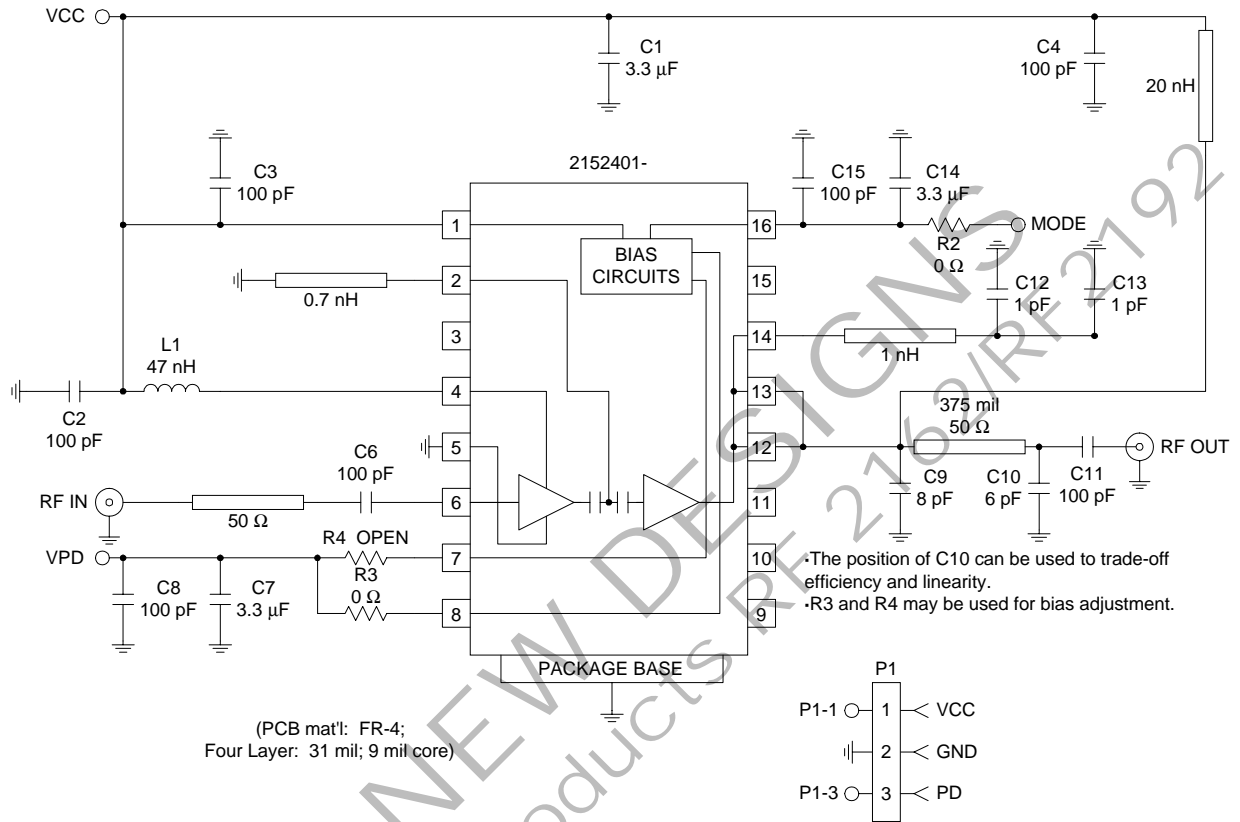 VCC
C1
3.3 µF
C4
100 pF
20 nH
2152401-
C3
100 pF
C15
100 pF
C14
3.3 µF
1
16
MODE
R2
0 Ω
BIAS
CIRCUITS
2
15
0.7 nH
C12
1 pF
C13
1 pF
3
14
1 nH
L1
47 nH
4
13
C2
100 pF
375 mil
50 Ω
5
12
RF OUT
C6
100 pF
C9
8 pF
C10
6 pF
C11
100 pF
RF IN
50 Ω
6
11
R4 OPEN
VPD
7
10
R3
0 Ω
C8
100 pF
C7
3.3 µF
8
9
•The position of C10 can be used to trade-off
efficiency and linearity.
•R3 and R4 may be used for bias adjustment.
PACKAGE BASE
(PCB mat'l: FR-4;
Four Layer: 31 mil; 9 mil core)
P1
P1-1
1
VCC
2
GND
P1-3
3
PD
NEW DESIGNS
oducts RF 2162/RF 2192